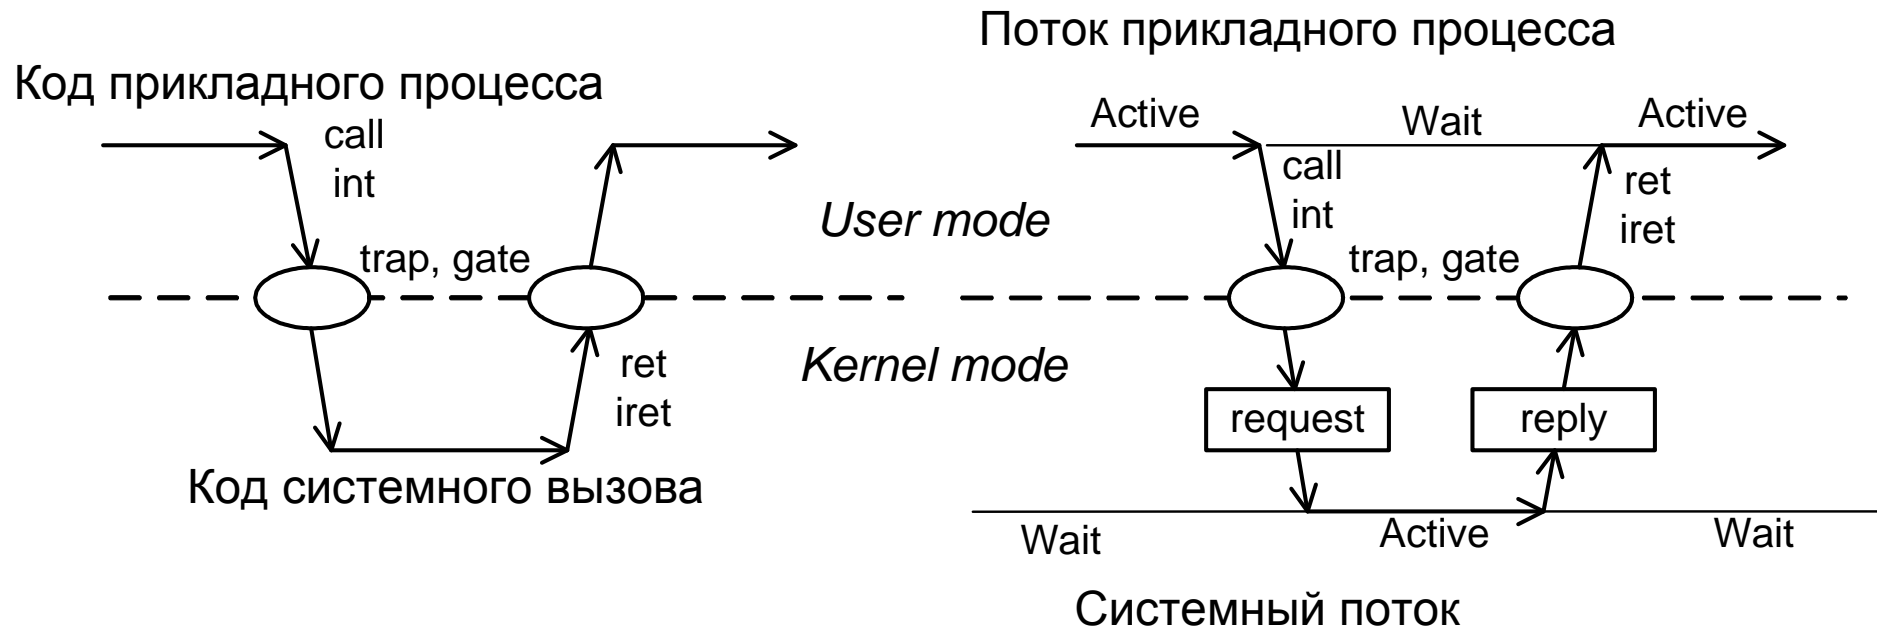 Код прикладного процесса
call
int
trap, gate
ret
iret
Код системного вызова
User mode
Kernel mode
Поток прикладного процесса
Active
Wait
Active
call
int
trap, gate
ret
iret
request
reply
Wait
Active
Wait
Системный поток